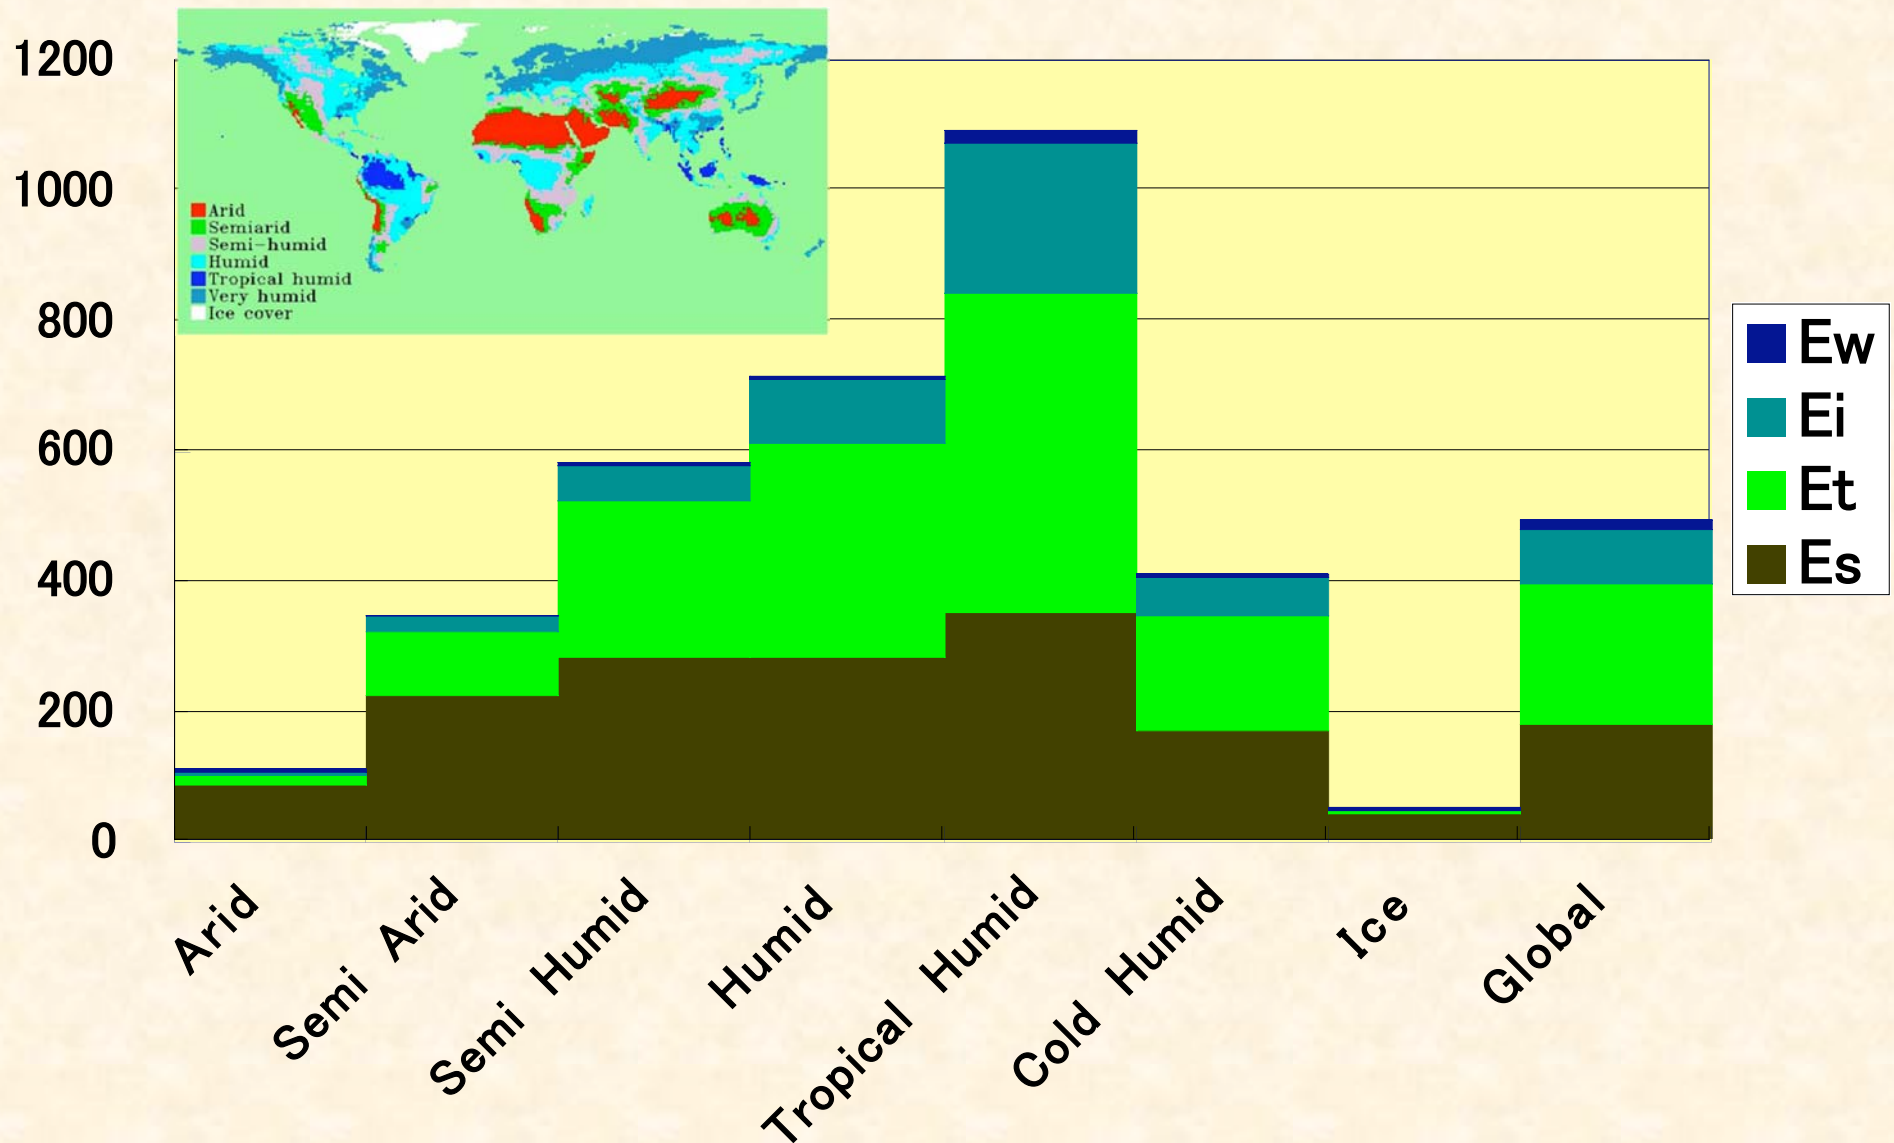 1200
1000
800
600
400
200
0
Arid
Semiarid
Semi-humid
Humid
Tropical humid
Very humid
Ice cover
Ew
Ei
Et
Es
Arid
Semi Arid
Semi Humid
Humid
Tropical Humid
Cold Humid
Ice
Global